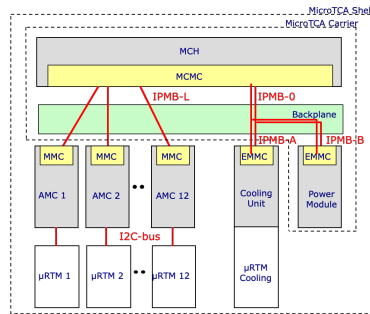 MicroTCA Shel
MicroTCA Carrier
MCH
MCMC
IPMB-L
IPMB-0
Backplane
IPMB-A
IPMB-B
MMC
MMC
MMC
EMMC
EMMC
AMC 1
AMC 2
••
AMC 12
Cooling
Unit
Power
Module
I2C-bus
µRTM 1
µRTM 2
••
µRTM 12
µRTM
Cooling